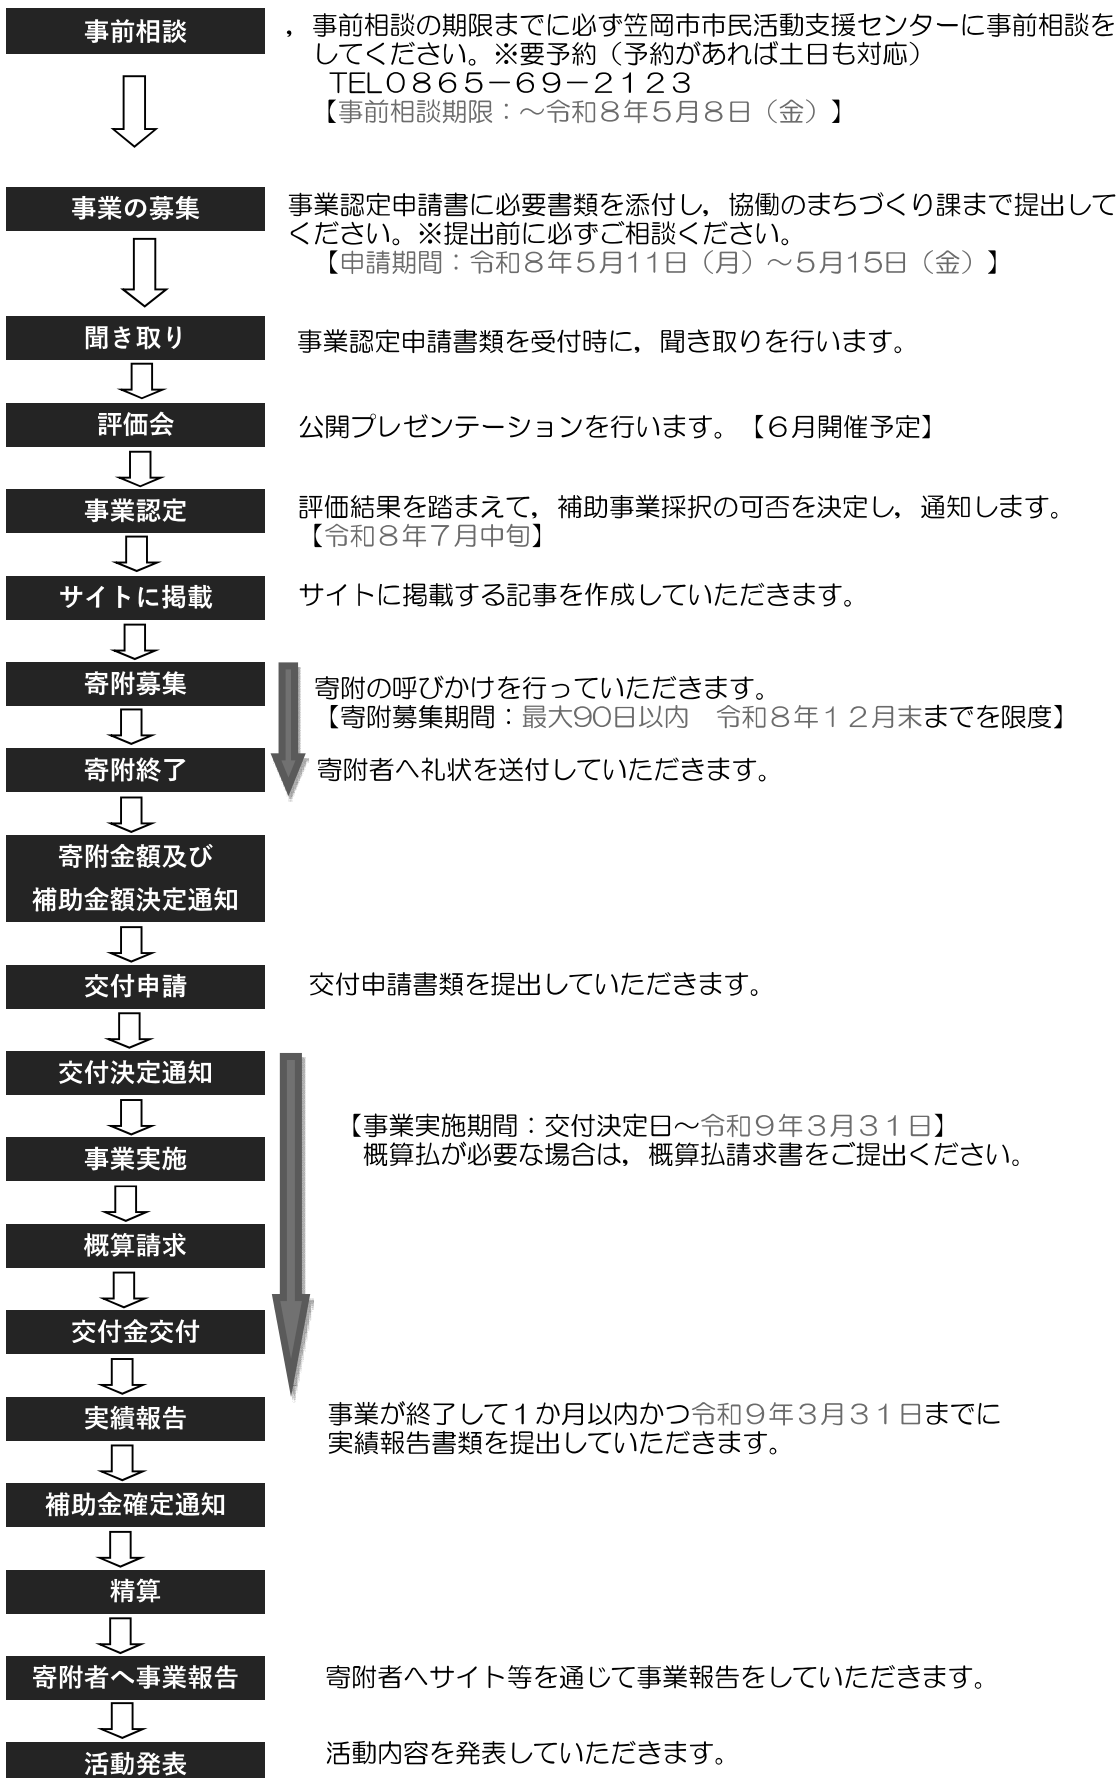 事前相談
，事前相談の期限までに必ず笠岡市市民活動支援センターに事前相談を
してください。※要予約（予約があれば土日も対応）
TEL０８６５－６９－２１２３
【事前相談期限：～令和８年５月８日（金）】
事業の募集
事業認定申請書に必要書類を添付し，協働のまちづくり課まで提出して
ください。※提出前に必ずご相談ください。
【申請期間：令和８年５月11日（月）～５月15日（金）】
聞き取り
事業認定申請書類を受付時に，聞き取りを行います。
評価会
公開プレゼンテーションを行います。【６月開催予定】
事業認定
評価結果を踏まえて，補助事業採択の可否を決定し，通知します。
【令和８年７月中旬】
サイトに掲載
サイトに掲載する記事を作成していただきます。
寄附募集
寄附の呼びかけを行っていただきます。
【寄附募集期間：最大90日以内　令和８年１２月末までを限度】
寄附終了
寄附者へ礼状を送付していただきます。
寄附金額及び
補助金額決定通知
交付申請
交付申請書類を提出していただきます。
交付決定通知
【事業実施期間：交付決定日～令和９年３月３１日】
事業実施
概算払が必要な場合は，概算払請求書をご提出ください。
概算請求
交付金交付
実績報告
事業が終了して１か月以内かつ令和９年３月３１日までに
実績報告書類を提出していただきます。
補助金確定通知
精算
寄附者へ事業報告
寄附者へサイト等を通じて事業報告をしていただきます。
活動発表
活動内容を発表していただきます。